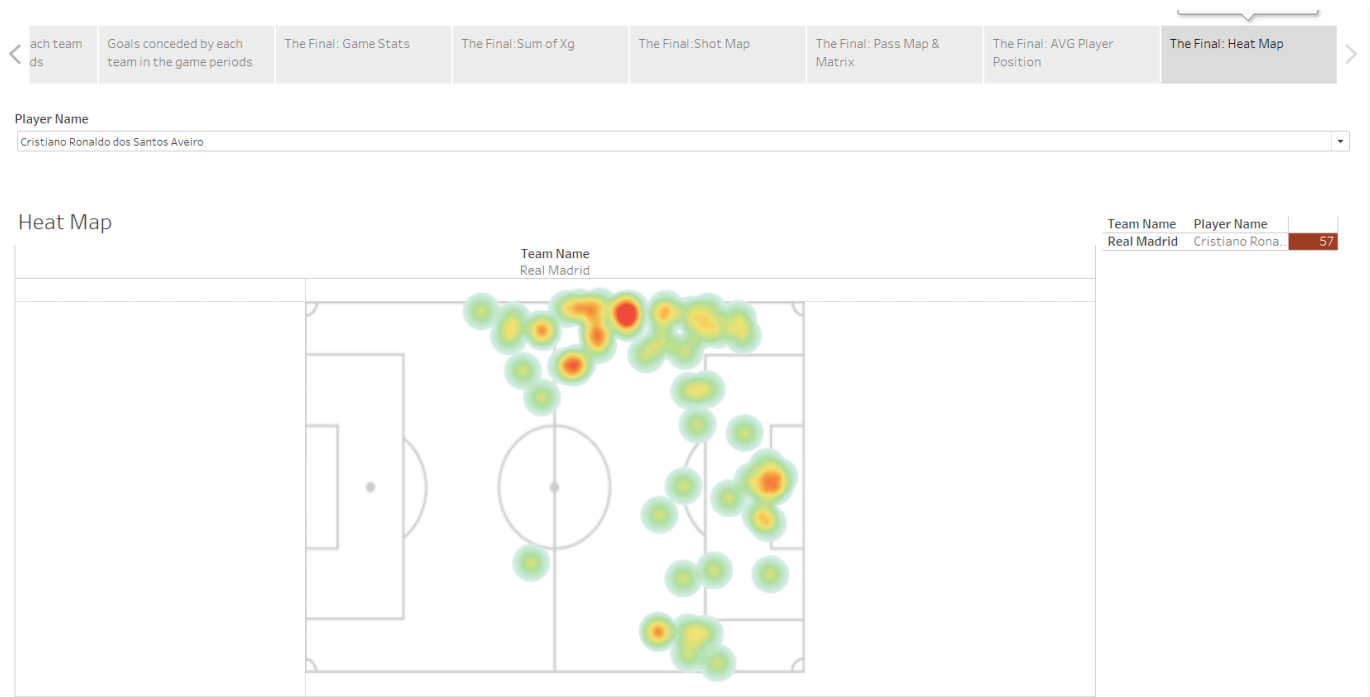 ach team
ds
Goals conceded by each
team in the game periods
The Final: Game Stats
The Final:Sum of Xg
The Final:Shot Map
The Final: Pass Map &
Matrix
The Final: AVG Player
Position
The Final: Heat Map
Player Name
Cristiano Ronaldo dos Santos Aveiro
Heat Map
Team Name
Real Madrid
Team Name Player Name
Real Madrid Cristiano Rona.. 57